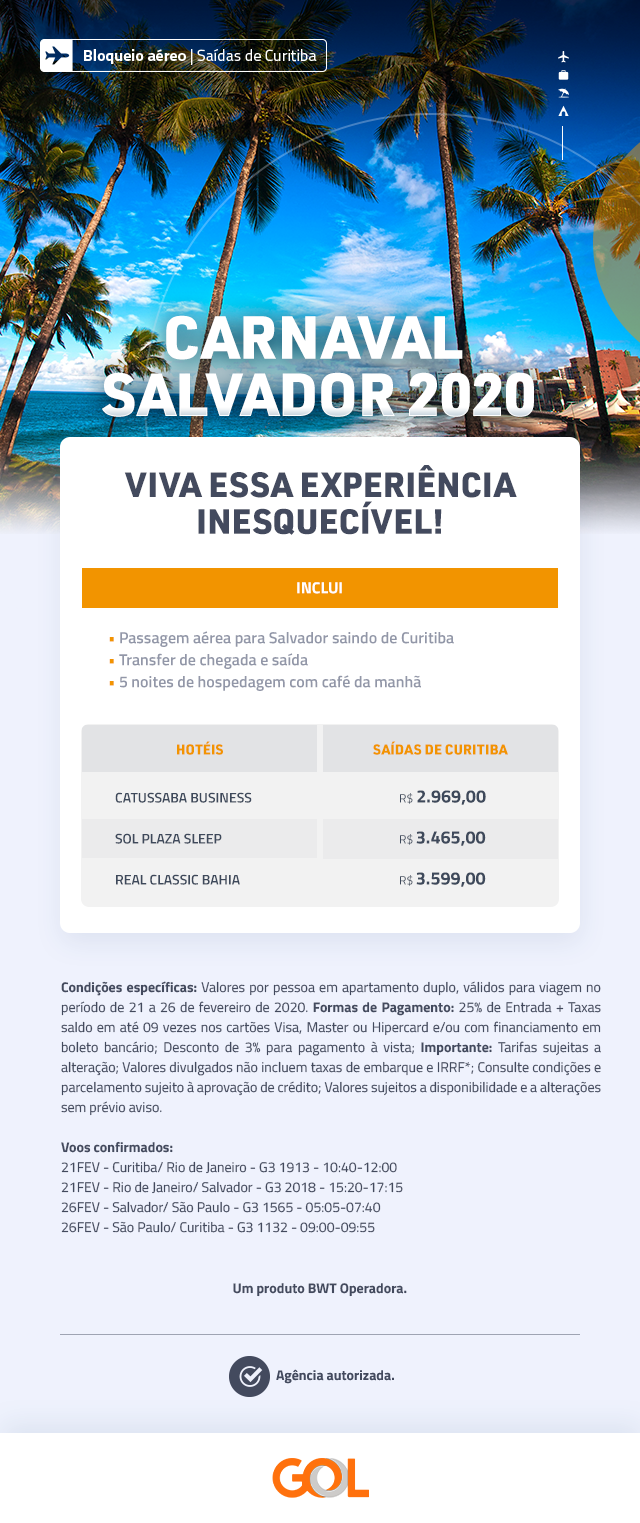 Bloqueio aéreo | Saídas de Curitiba
CARNAVAL
SALVADOR 2020
VIVA ESSA EXPERIÊNCIA
INESQUECÍVEL!
INCLUI
▪ Passagem aérea para Salvador saindo de Curitiba
▪ Transfer de chegada e saída
▪ 5 noites de hospedagem com café da manhã
HOTÉIS SAÍDAS DE CURITIBA
CATUSSABA BUSINESS R$ 2.969,00
SOL PLAZA SLEEP R$ 3.465,00
REAL CLASSIC BAHIA R$ 3.599,00
Condições específicas: Valores por pessoa em apartamento duplo, válidos para viagem no
período de 21 a 26 de fevereiro de 2020. Formas de Pagamento: 25% de Entrada + Taxas
saldo em até 09 vezes nos cartões Visa, Master ou Hipercard e/ou com financiamento em
boleto bancário; Desconto de 3% para pagamento à vista; Importante: Tarifas sujeitas a
alteração; Valores divulgados não incluem taxas de embarque e IRRF*; Consulte condições e
parcelamento sujeito à aprovação de crédito; Valores sujeitos a disponibilidade e a alterações
sem prévio aviso.
Voos confirmados:
21FEV - Curitiba/ Rio de Janeiro - G3 1913 - 10:40-12:00
21FEV - Rio de Janeiro/ Salvador - G3 2018 - 15:20-17:15
26FEV - Salvador/ São Paulo - G3 1565 - 05:05-07:40
26FEV - São Paulo/ Curitiba - G3 1132 - 09:00-09:55
Um produto BWT Operadora.
Agência autorizada.
GOL